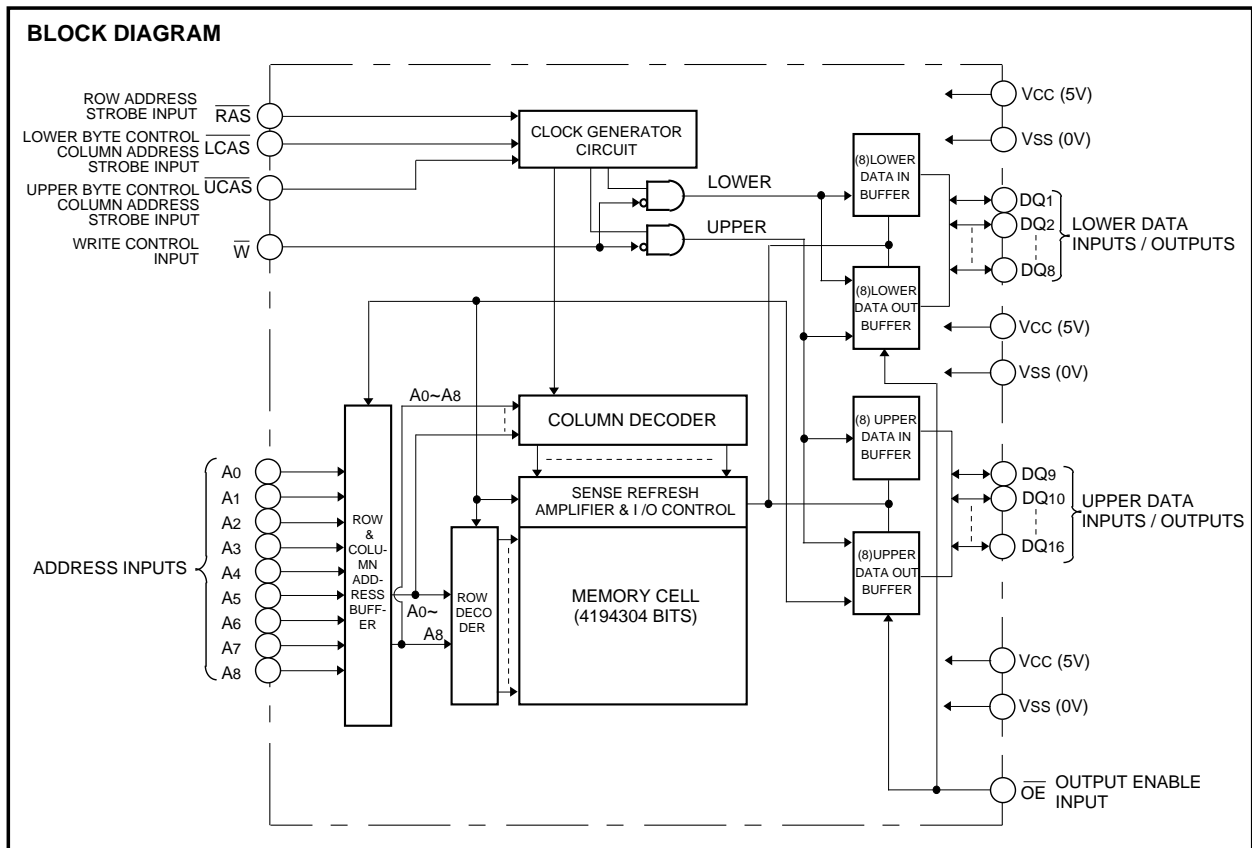 BLOCK DIAGRAM
ROW ADDRESS
STROBE INPUT
RAS
LOWER BYTE CONTROL
COLUMN ADDRESS
STROBE INPUT
LCAS
UPPER BYTE CONTROL
COLUMN ADDRESS
STROBE INPUT
UCAS
WRITE CONTROL
INPUT
W
CLOCK GENERATOR
CIRCUIT
LOWER
UPPER
(8)LOWER
DATA IN
BUFFER
(8)LOWER
DATA OUT
BUFFER
VCC (5V)
VSS (0V)
DQ1
DQ2
DQ8
LOWER DATA
INPUTS / OUTPUTS
VCC (5V)
VSS (0V)
A0~A8
COLUMN DECODER
SENSE REFRESH
AMPLIFIER & I /O CONTROL
MEMORY CELL
(4194304 BITS)
(8) UPPER
DATA IN
BUFFER
(8)UPPER
DATA OUT
BUFFER
DQ9
DQ10
DQ16
UPPER DATA
INPUTS / OUTPUTS
ADDRESS INPUTS
A0
A1
A2
A3
A4
A5
A6
A7
A8
ROW
&
COLU-
MN ADD-
RESS
BUFF-
ER
A0~
A8
ROW
DECO
DER
VCC (5V)
VSS (0V)
OE
OUTPUT ENABLE
INPUT